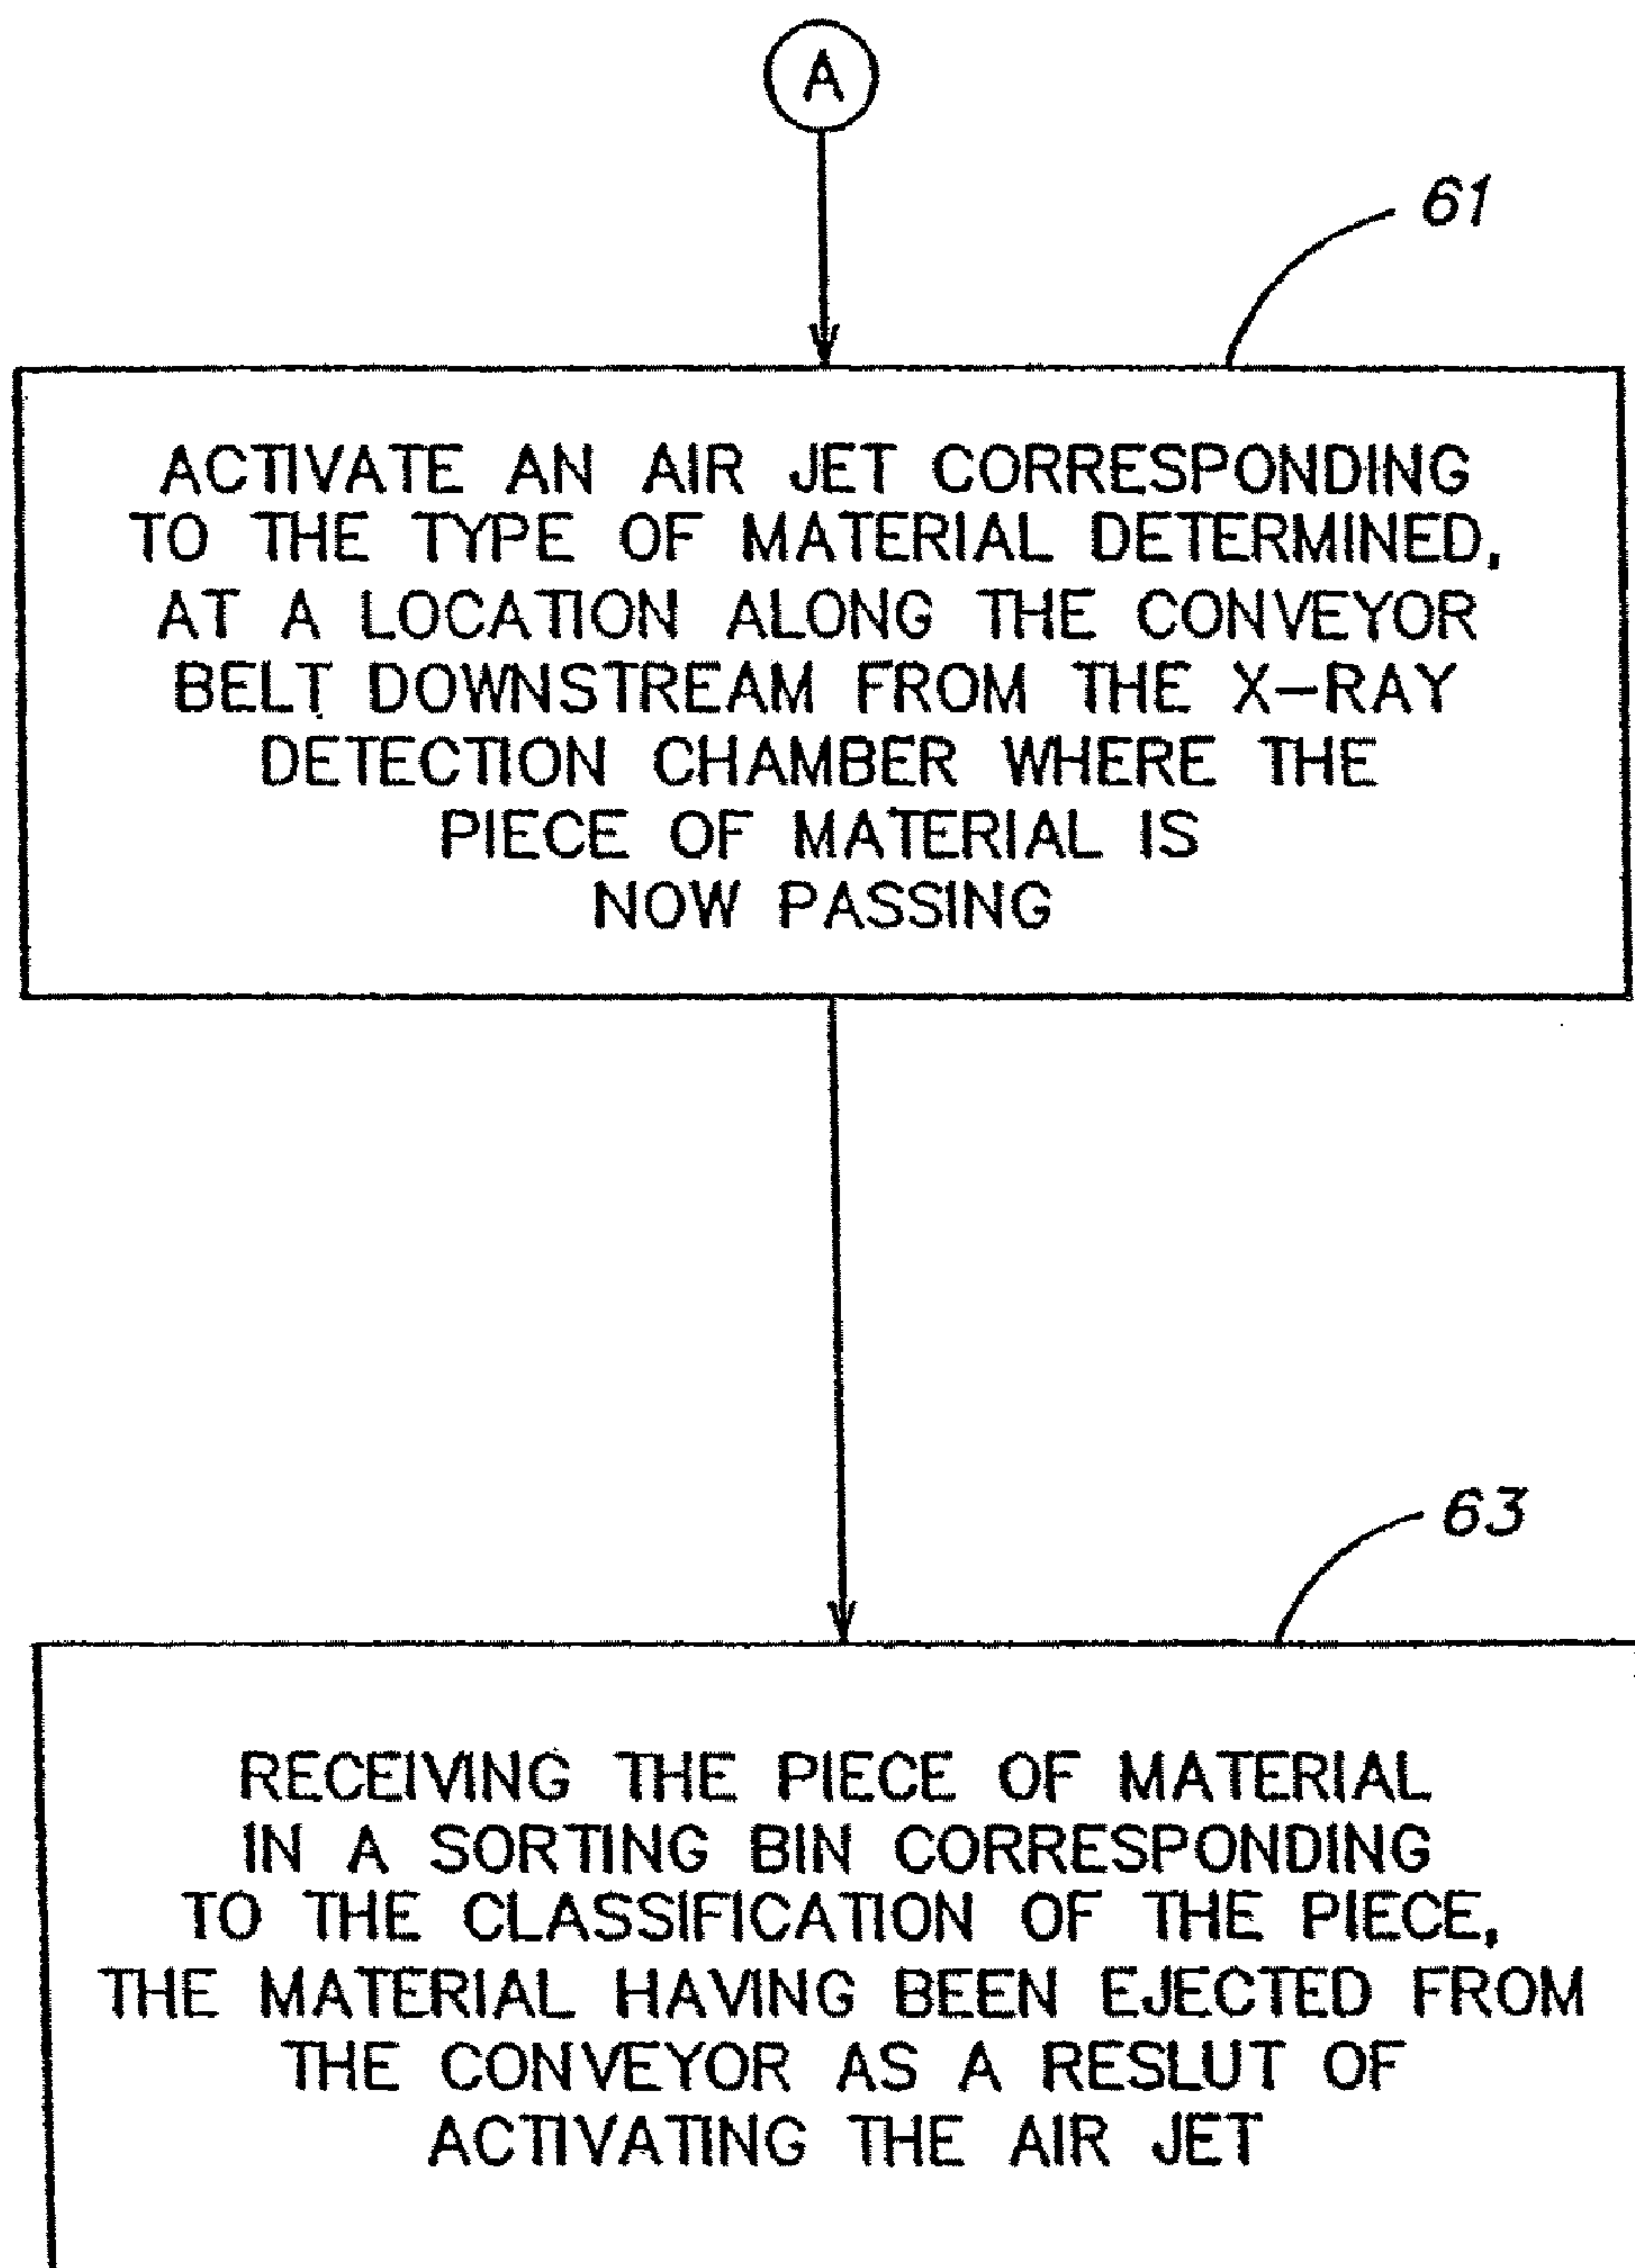 A
61
ACTIVATE AN AIR JET CORRESPONDING
TO THE TYPE OF MATERIAL DETERMINED,
AT A LOCATION ALONG THE CONVEYOR
BELT DOWNSTREAM FROM THE X-RAY
DETECTION CHAMBER WHERE THE
PIECE OF MATERIAL IS
NOW PASSING
63
RECEIVING THE PIECE OF MATERIAL
IN A SORTING BIN CORRESPONDING
TO THE CLASSIFICATION OF THE PIECE,
THE MATERIAL HAVING BEEN EJECTED FROM
THE CONVEYOR AS A RESLUT OF
ACTIVATING THE AIR JET